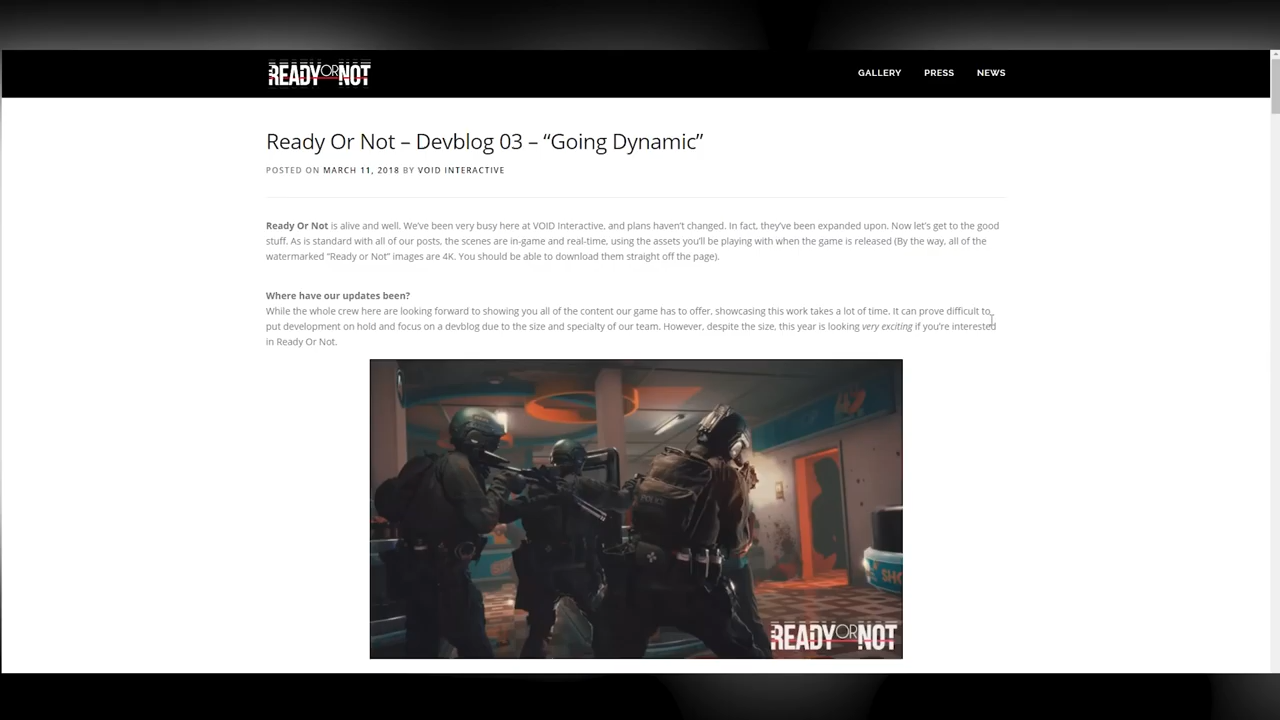 READY OR NOT
GALLERY PRESS NEWS
Ready Or Not – Devblog 03 – “Going Dynamic”
POSTED ON MARCH 11, 2018 BY VOID INTERACTIVE
Ready Or Not is alive and well. We’ve been very busy here at VOID Interactive, and plans haven’t changed. In fact, they’ve been expanded upon. Now let’s get to the good
stuff. As is standard with all of our posts, the scenes are in-game and real-time, using the assets you’ll be playing with when the game is released (By the way, all of the
watermarked “Ready or Not” images are 4K. You should be able to download them straight off the page).
Where have our updates been?
While the whole crew here are looking forward to showing you all of the content our game has to offer, showcasing this work takes a lot of time. It can prove difficult to
put development on hold and focus on a devblog due to the size and specialty of our team. However, despite the size, this year is looking very exciting if you’re interested
in Ready Or Not.
READY OR NOT